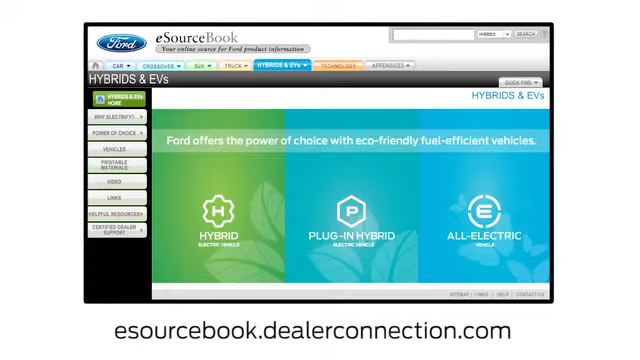 Ford
eSourceBook
Your online source for Ford product information
HYBRIDS
SEARCH
?
CAR
CROSSOVER
SUV
TRUCK
HYBRIDS & EVs
TECHNOLOGY
APPENDICES
HYBRIDS & EVs
QUICK FIND
HYBRIDS & EVs
HOME
HYBRIDS & EVs
WHY ELECTRIFY?
POWER OF CHOICE
VEHICLES
PRINTABLE
MATERIALS
VIDEO
LINKS
HELPFUL RESOURCES
CERTIFIED DEALER
SUPPORT
Ford offers the power of choice with eco-friendly fuel-efficient vehicles.
H
HYBRID
ELECTRIC VEHICLE
P
PLUG-IN HYBRID
ELECTRIC VEHICLE
E
ALL-ELECTRIC
VEHICLE
SITEMAP | LINKS | HELP | CONTACT US
esourcebook.dealerconnection.com